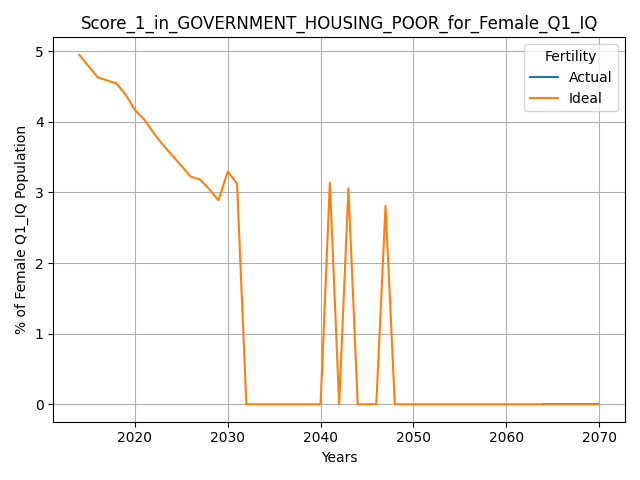 Score_1_in_GOVERNMENT_HOUSING_POOR_for_Female_Q1_IQ
Fertility
Actual
Ideal
% of Female Q1_IQ Population
5
4
3
2
1
0
2020 2030 2040 2050 2060 2070
Years